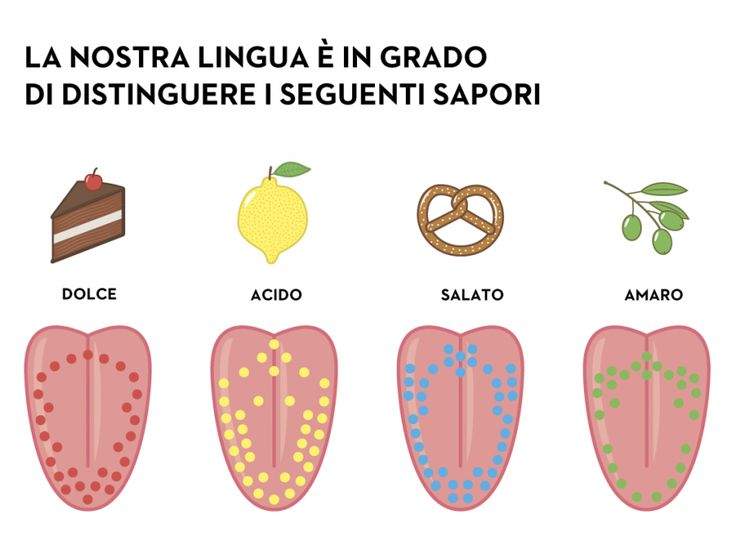 LA NOSTRA LINGUA È IN GRADO
DI DISTINGUERE I SEGUENTI SAPORI
DOLCE
ACIDO
SALATO
AMARO